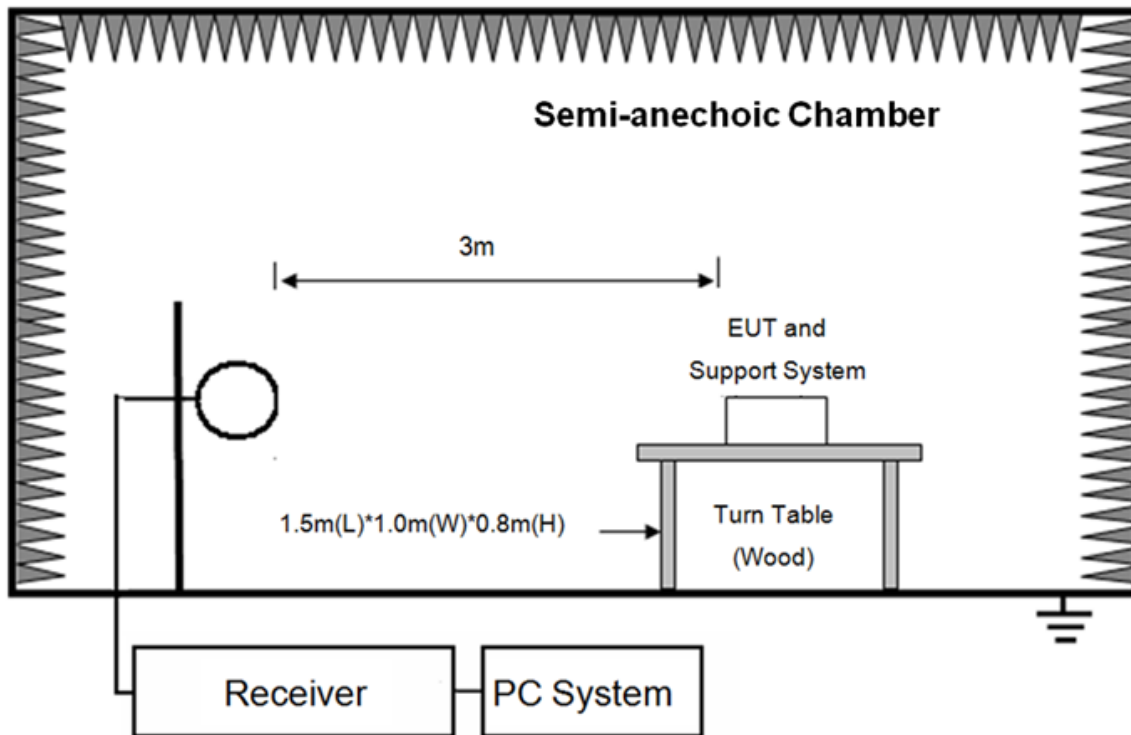 Semi-anechoic Chamber
3m
EUT and
Support System
1.5m(L)*1.0m(W)*0.8m(H)
Turn Table
(Wood)
Receiver
PC System